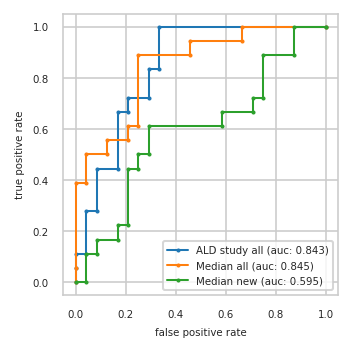 1.0
0.8
0.6
0.4
0.2
0.0
true positive rate
ALD study all (auc: 0.843)
Median all (auc: 0.845)
Median new (auc: 0.595)
0.0 0.2 0.4 0.6 0.8 1.0
false positive rate